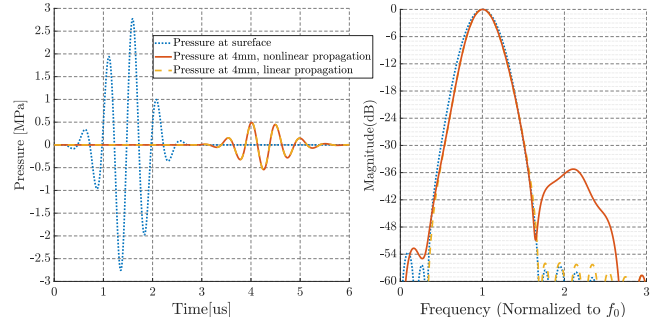 Pressure [MPa]
3
2.5
2
1.5
1
0.5
0
-0.5
-1
-1.5
-2
-2.5
-3
Pressure at sureface
Pressure at 4mm, nonlinear propagation
Pressure at 4mm, linear propagation
0 1 2 3 4 5 6
Time[us]
Magnitude(dB)
0
-6
-12
-18
-24
-30
-36
-42
-48
-54
-60
0 1 2 3
Frequency (Normalized to f0)